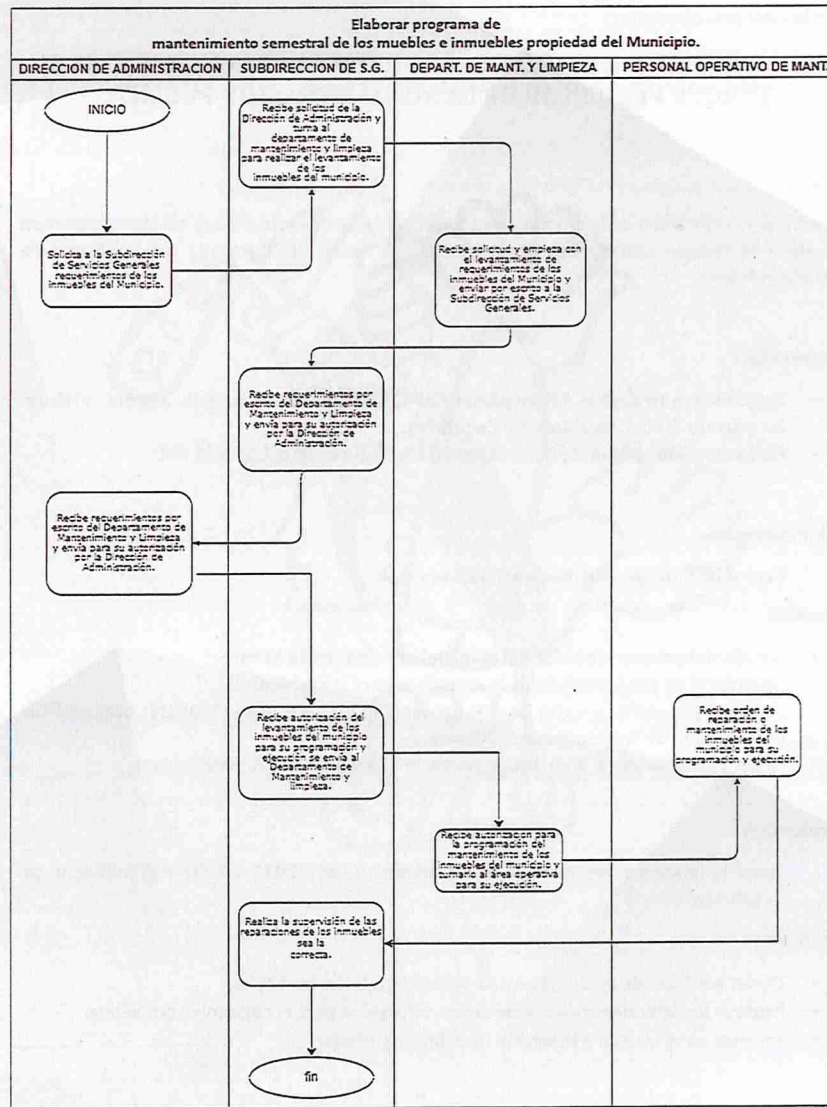 Elaborar programa de
mantenimiento semestral de los muebles e inmuebles propiedad del Municipio.
DIRECCION DE ADMINISTRACION
SUBDIRECCION DE S.G.
DEPART. DE MANT. Y LIMPIEZA
PERSONAL OPERATIVO DE MANT.
INICIO
Recibe solicitud de la
Dirección de Administración y
turna al
departamento de
mantenimiento y limpieza
para realizar el levantamiento
de los
inmuebles del municipio.
Solicita a la Subdirección
de Servicios Generales
requerimientos de los
inmuebles del Municipio.
Recibe solicitud y empieza con
el levantamiento de
requerimientos de los
inmuebles del Municipio y
enviar por escrito a la
Subdirección de Servicios
Generales.
Recibe requerimientos por
escrito del Departamento de
Mantenimiento y Limpieza
y envía para su autorización
por la Dirección de
Administración.
Recibe requerimientos por
escrito del Departamento de
Mantenimiento y Limpieza
y envía para su autorización
por la Dirección de
Administración.
Recibe autorización del
levantamiento de los
inmuebles del municipio
para su programación y
ejecución se envía al
Departamento de
Mantenimiento y
limpieza.
Recibe orden de
reparación o
mantenimiento de los
inmuebles del
municipio para su
programación y ejecución.
Recibe autorización para
la programación del
mantenimiento de los
inmuebles del municipio y
turnarlo al área operativa
para su ejecución.
Realiza la supervisión de las
reparaciones de los inmuebles
sea la
correcta.
fin